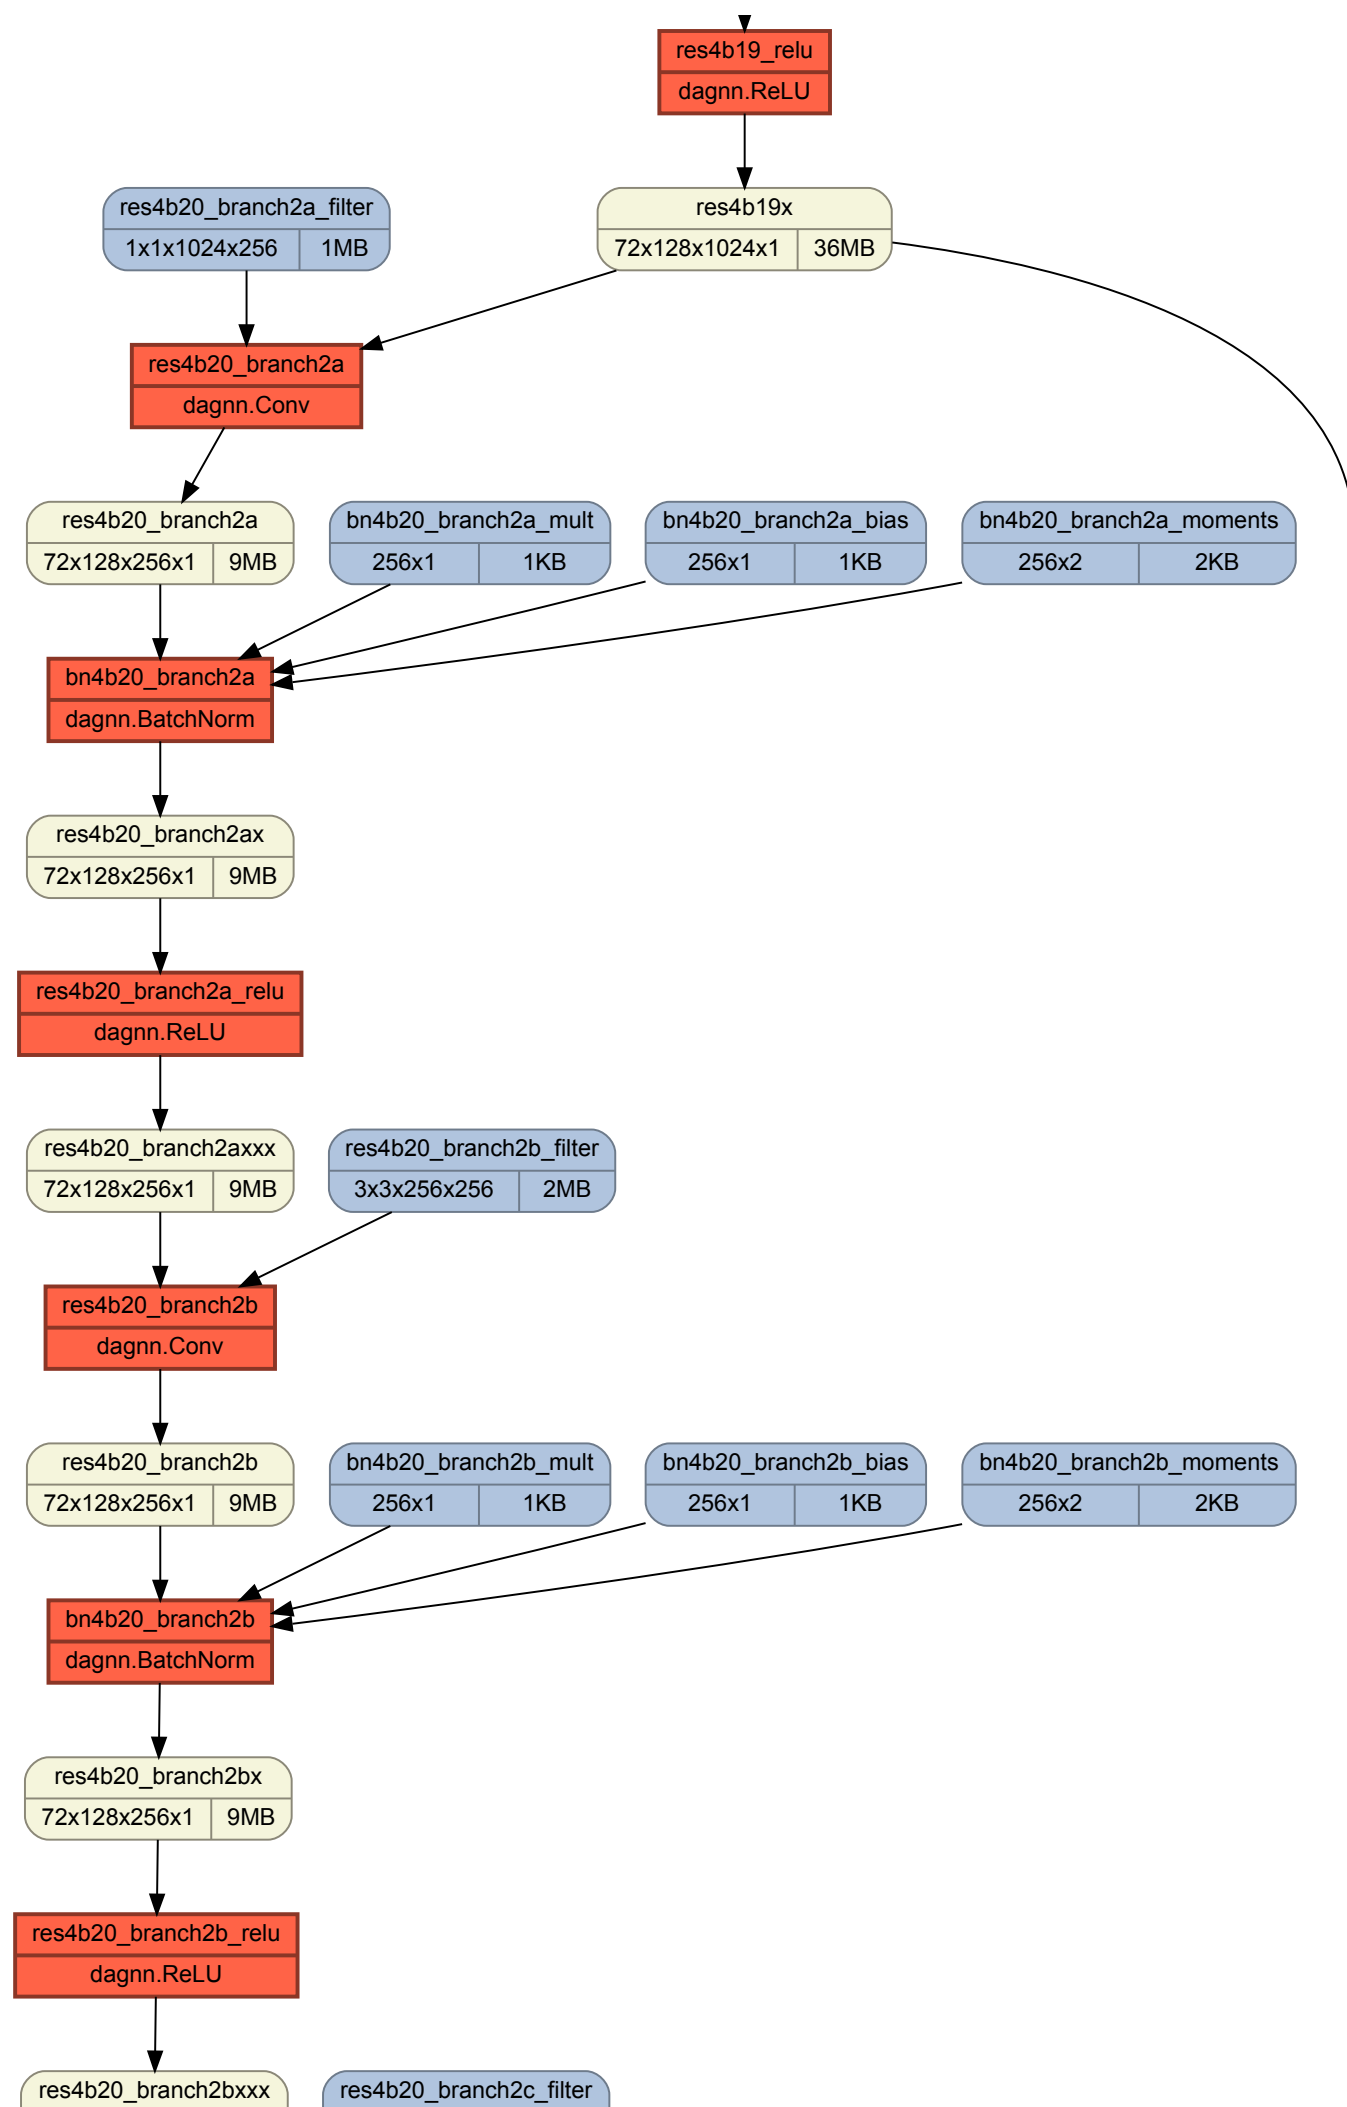 res4b19_relu
dagnn.ReLU
res4b20_branch2a_filter
1x1x1024x256 1MB
res4b19x
72x128x1024x1 36MB
res4b20_branch2a
dagnn.Conv
res4b20_branch2a
72x128x256x1 9MB
bn4b20_branch2a_mult
256x1 1KB
bn4b20_branch2a_bias
256x1 1KB
bn4b20_branch2a_moments
256x2 2KB
bn4b20_branch2a
dagnn.BatchNorm
res4b20_branch2ax
72x128x256x1 9MB
res4b20_branch2a_relu
dagnn.ReLU
res4b20_branch2axxx
72x128x256x1 9MB
res4b20_branch2b_filter
3x3x256x256 2MB
res4b20_branch2b
dagnn.Conv
res4b20_branch2b
72x128x256x1 9MB
bn4b20_branch2b_mult
256x1 1KB
bn4b20_branch2b_bias
256x1 1KB
bn4b20_branch2b_moments
256x2 2KB
bn4b20_branch2b
dagnn.BatchNorm
res4b20_branch2bx
72x128x256x1 9MB
res4b20_branch2b_relu
dagnn.ReLU
res4b20_branch2bxxx
res4b20_branch2c_filter